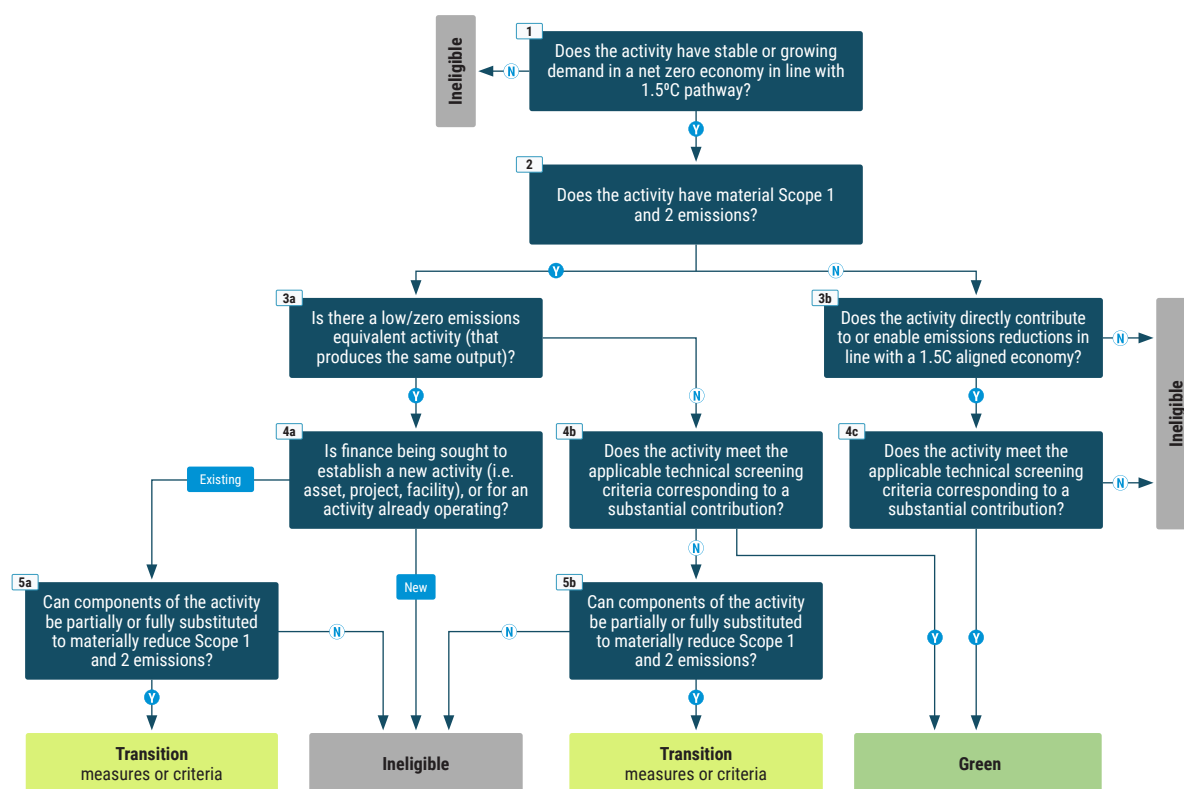 1
Does the activity have stable or growing
demand in a net zero economy in line with
1.5ºC pathway?
N
Ineligible
Y
2
Does the activity have material Scope 1
and 2 emissions?
Y
N
3a
Is there a low/zero emissions
equivalent activity (that
produces the same output)?
3b
Does the activity directly contribute
to or enable emissions reductions in
line with a 1.5C aligned economy?
N
Ineligible
Y
N
Y
4a
Is finance being sought to
establish a new activity (i.e.
asset, project, facility), or for an
activity already operating?
4b
Does the activity meet the
applicable technical screening
criteria corresponding to a
substantial contribution?
4c
Does the activity meet the
applicable technical screening
criteria corresponding to a
substantial contribution?
N
Existing
New
N
5a
Can components of the activity
be partially or fully substituted
to materially reduce Scope 1
and 2 emissions?
N
5b
Can components of the activity
be partially or fully substituted
to materially reduce Scope 1
and 2 emissions?
N
Y
Y
Y
Y
Transition
measures or criteria
Ineligible
Transition
measures or criteria
Green